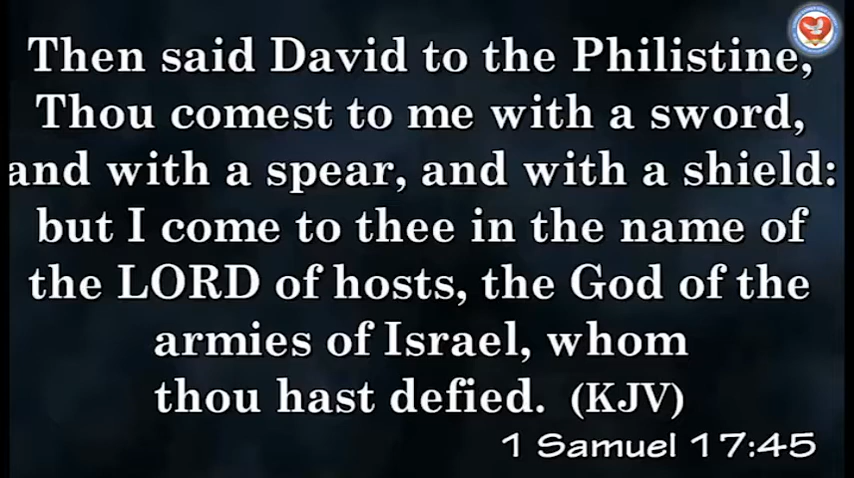 Then said David to the Philistine,
Thou comest to me with a sword,
and with a spear, and with a shield:
but I come to thee in the name of
the LORD of hosts, the God of the
armies of Israel, whom
thou hast defied. (KJV)
1 Samuel 17:45